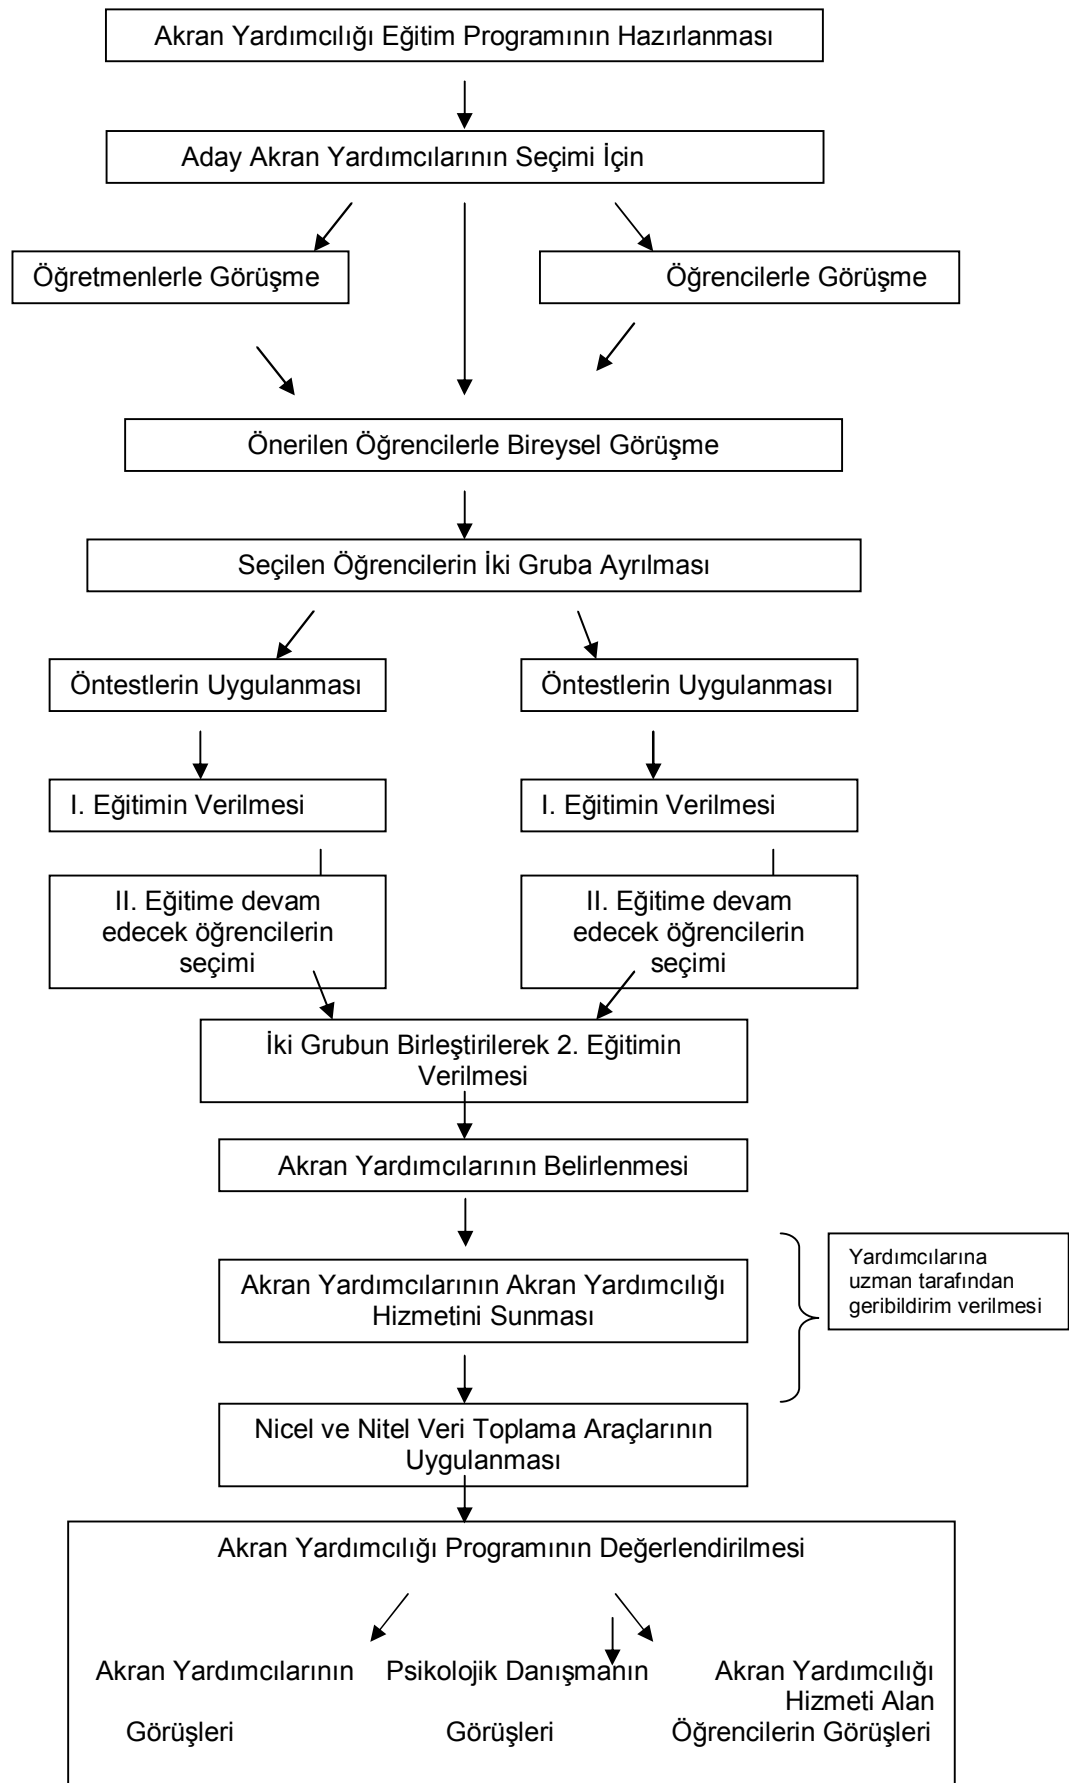 Akran Yardımcılığı Eğitim Programının Hazırlanması
Aday Akran Yardımcılarının Seçimi İçin
Öğretmenlerle Görüşme
Öğrencilerle Görüşme
Önerilen Öğrencilerle Bireysel Görüşme
Seçilen Öğrencilerin İki Gruba Ayrılması
Öntestlerin Uygulanması
Öntestlerin Uygulanması
I. Eğitimin Verilmesi
I. Eğitimin Verilmesi
II. Eğitime devam
edecek öğrencilerin
seçimi
II. Eğitime devam
edecek öğrencilerin
seçimi
İki Grubun Birleştirilerek 2. Eğitimin
Verilmesi
Akran Yardımcılarının Belirlenmesi
Akran Yardımcılarının Akran Yardımcılığı
Hizmetini Sunması
Yardımcılarına
uzman tarafından
geribildirim verilmesi
Nicel ve Nitel Veri Toplama Araçlarının
Uygulanması
Akran Yardımcılığı Programının Değerlendirilmesi
Akran Yardımcılarının
Görüşleri
Psikolojik Danışmanın
Görüşleri
Akran Yardımcılığı
Hizmeti Alan
Öğrencilerin Görüşleri